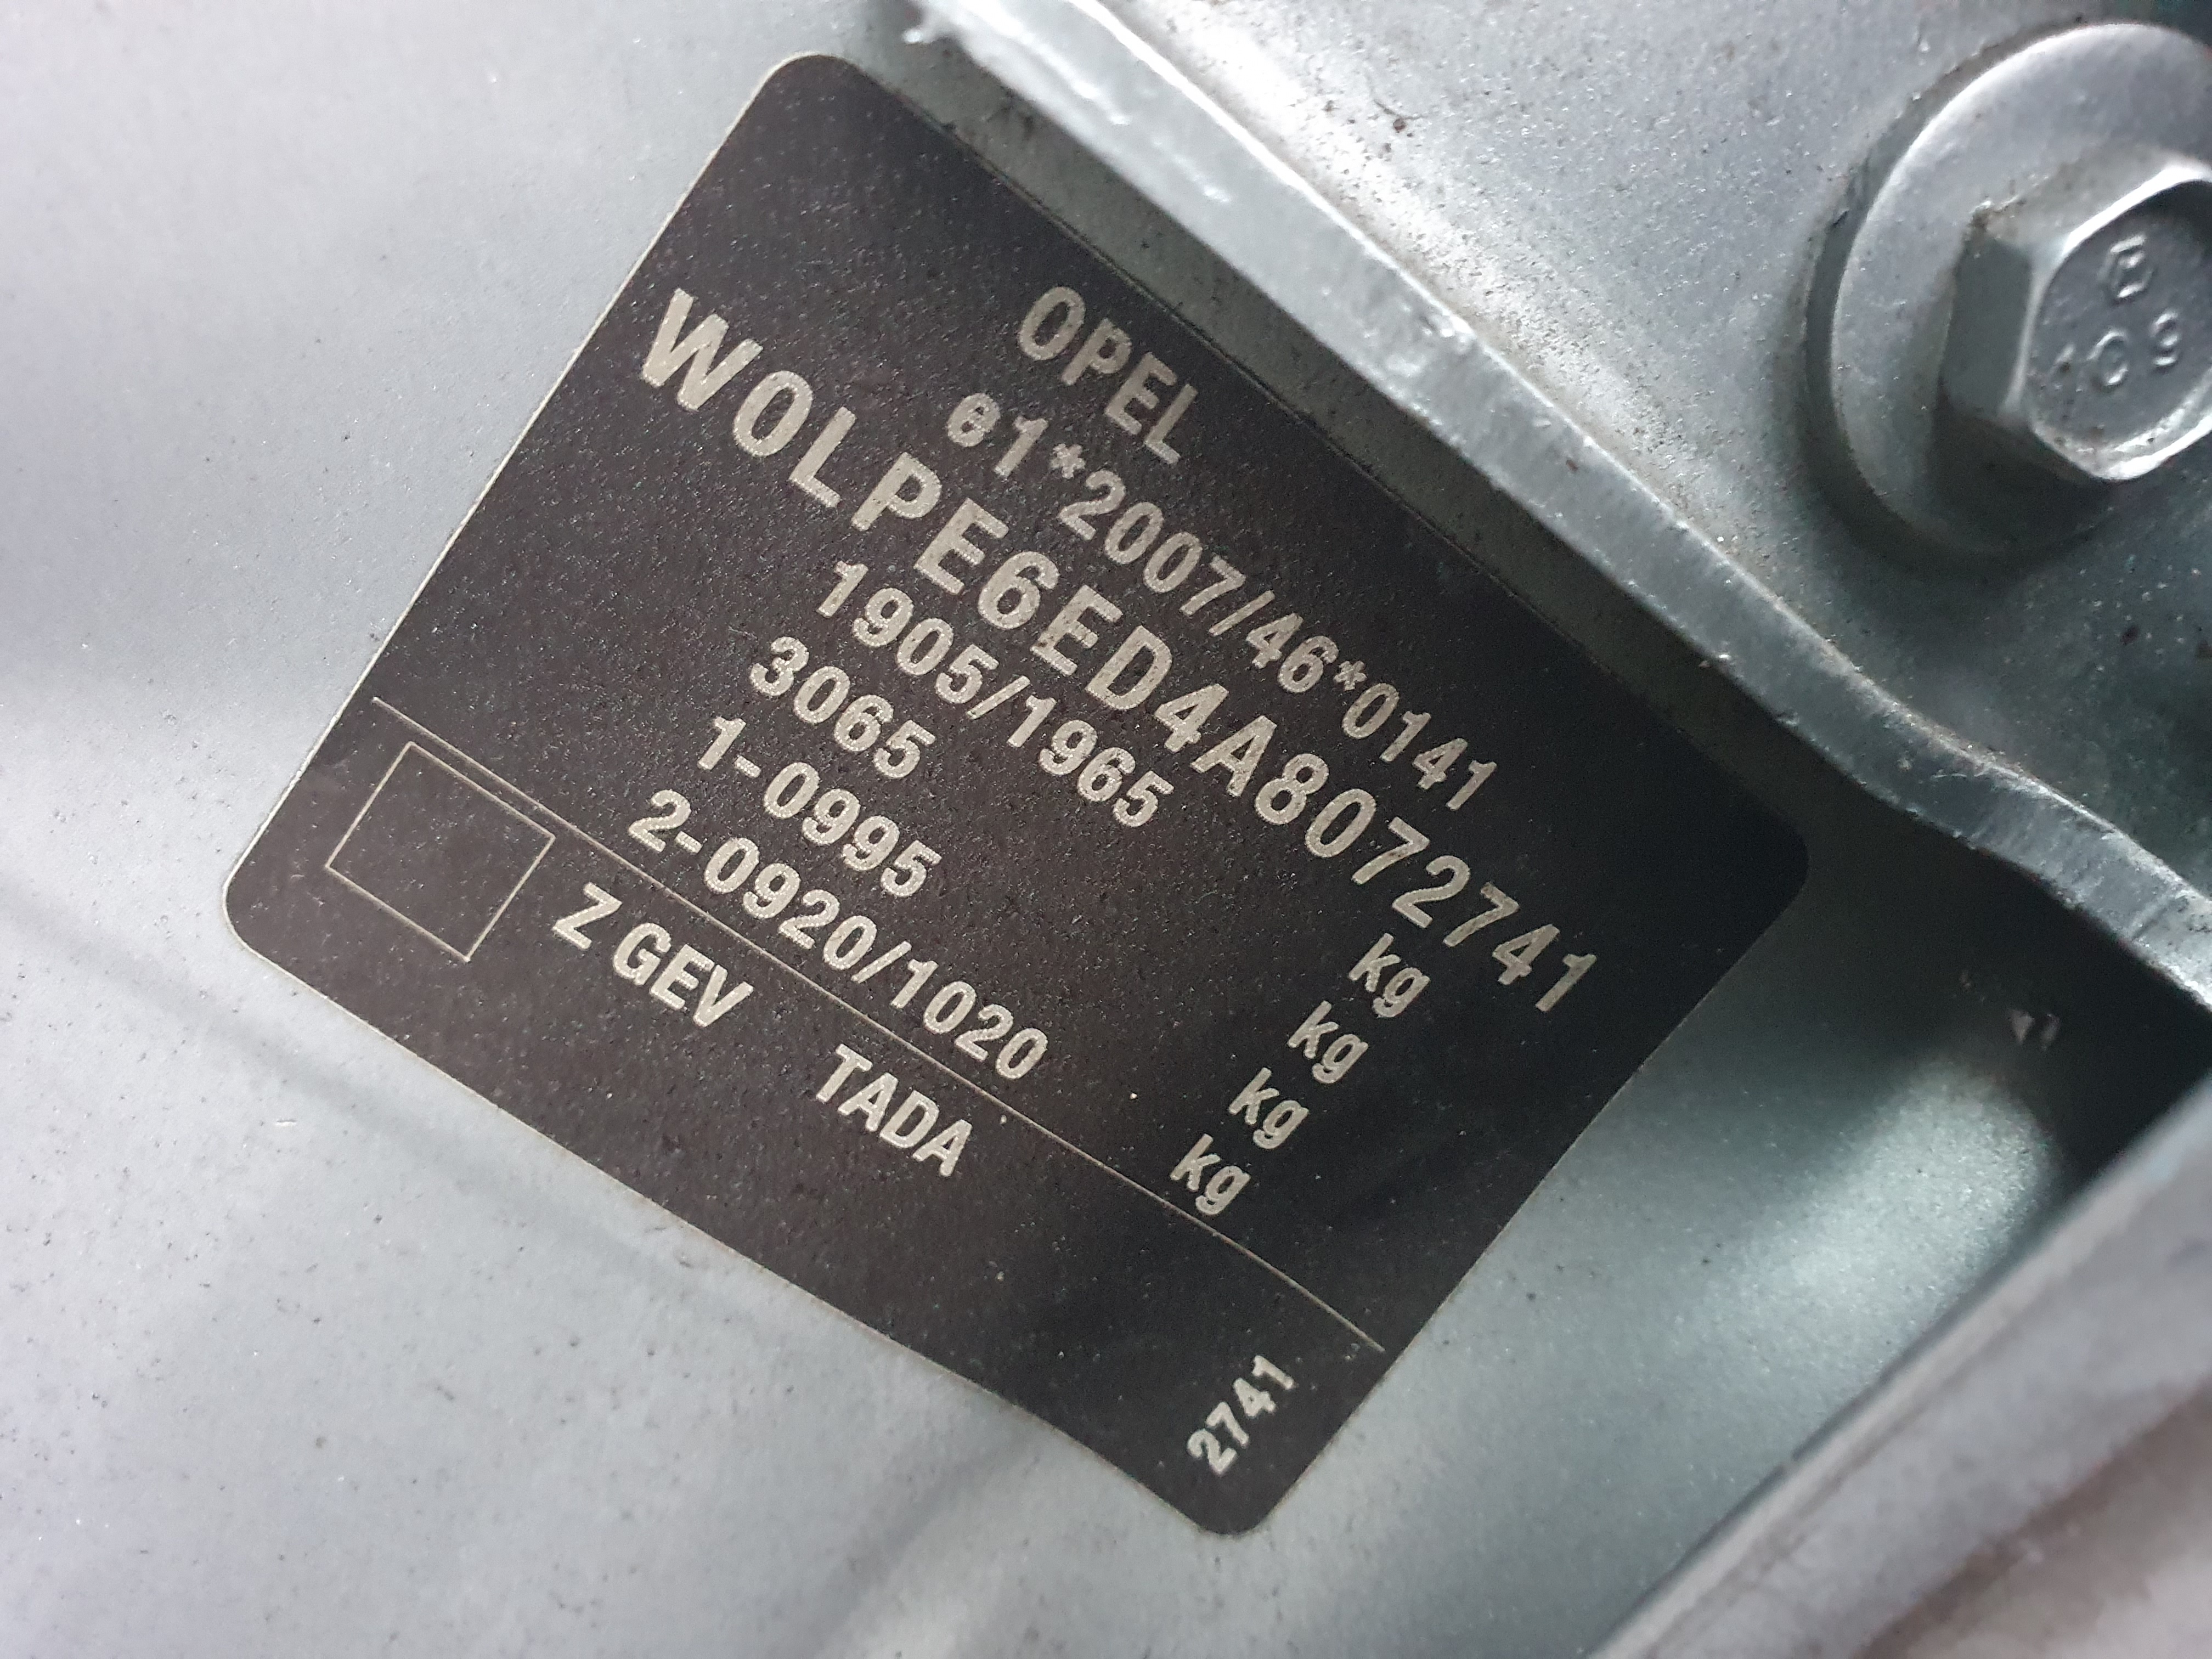 OPEL
e1*2007/46*0141
W0LPE6ED4A8072741
1905/1965 kg
3065 kg
1-0995 kg
2-0920/1020 kg
Z GEV TADA
2741
109